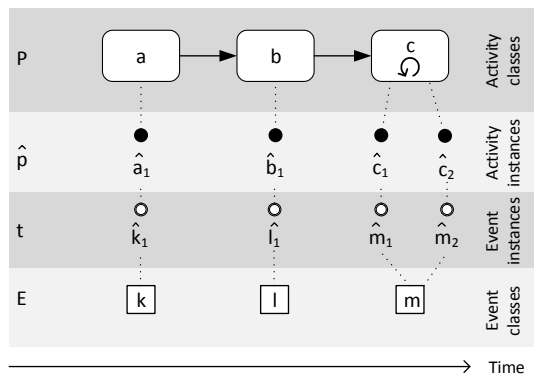 P a b c Activity classes
p̂ â₁ b̂₁ ĉ₁ ĉ₂ Activity instances
t k̂₁ l̂₁ m̂₁ m̂₂ Event instances
E k l m Event classes
Time